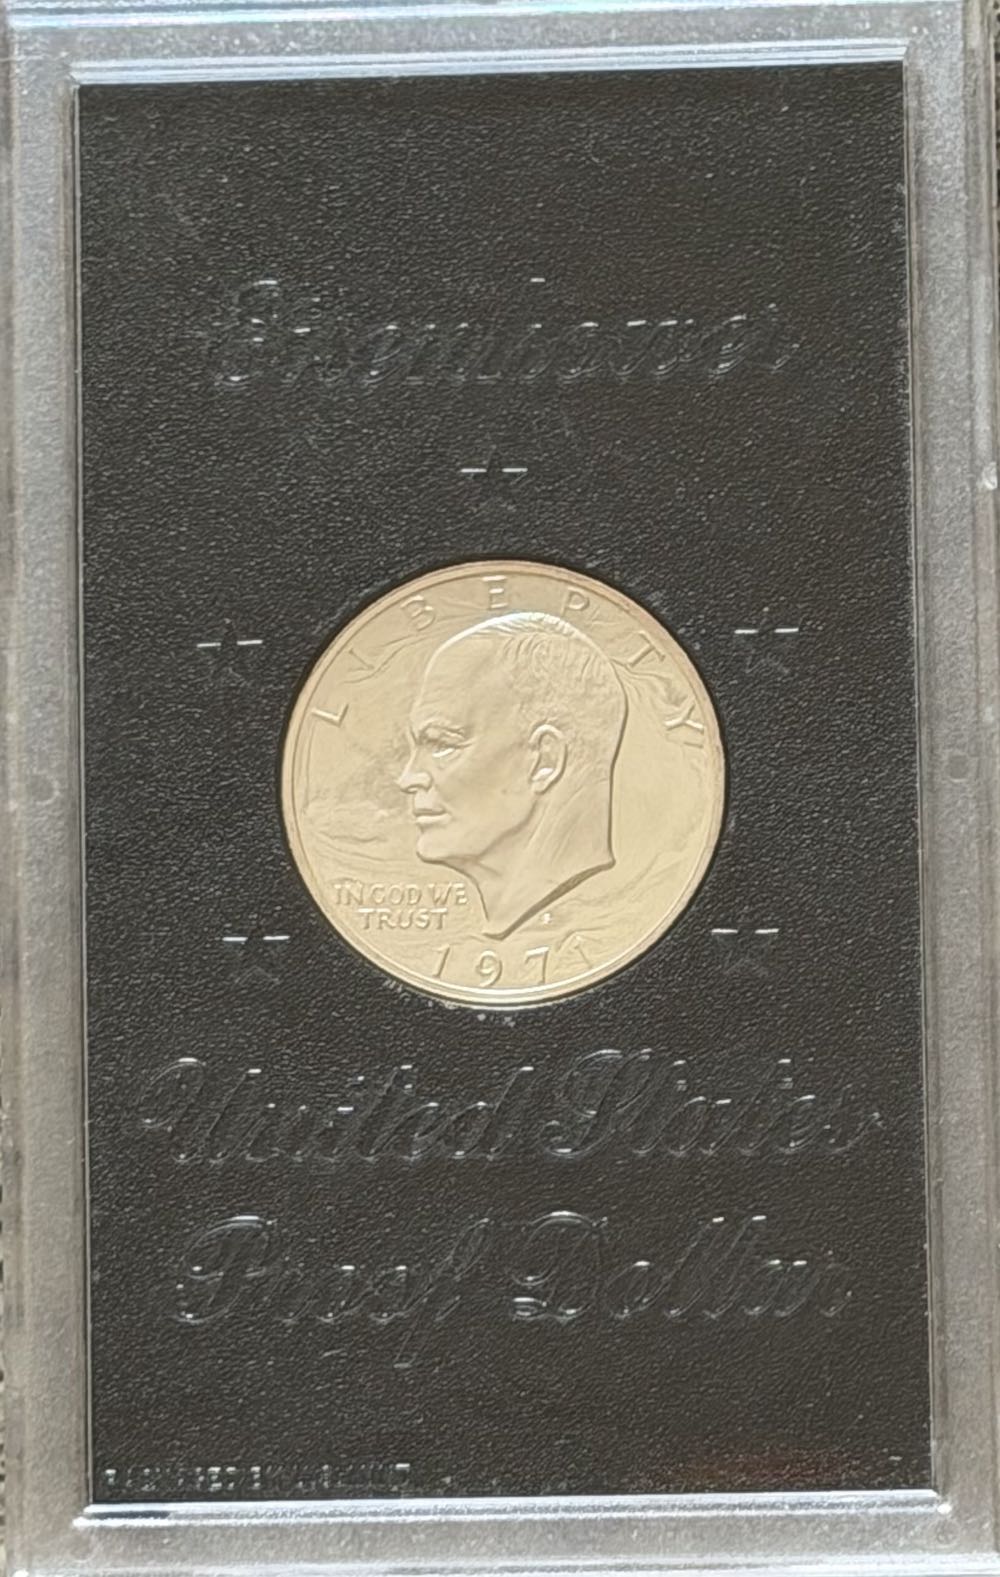 Eisenhower
LIBERTY
IN GOD WE
TRUST
S
1971
United States
Proof Dollar